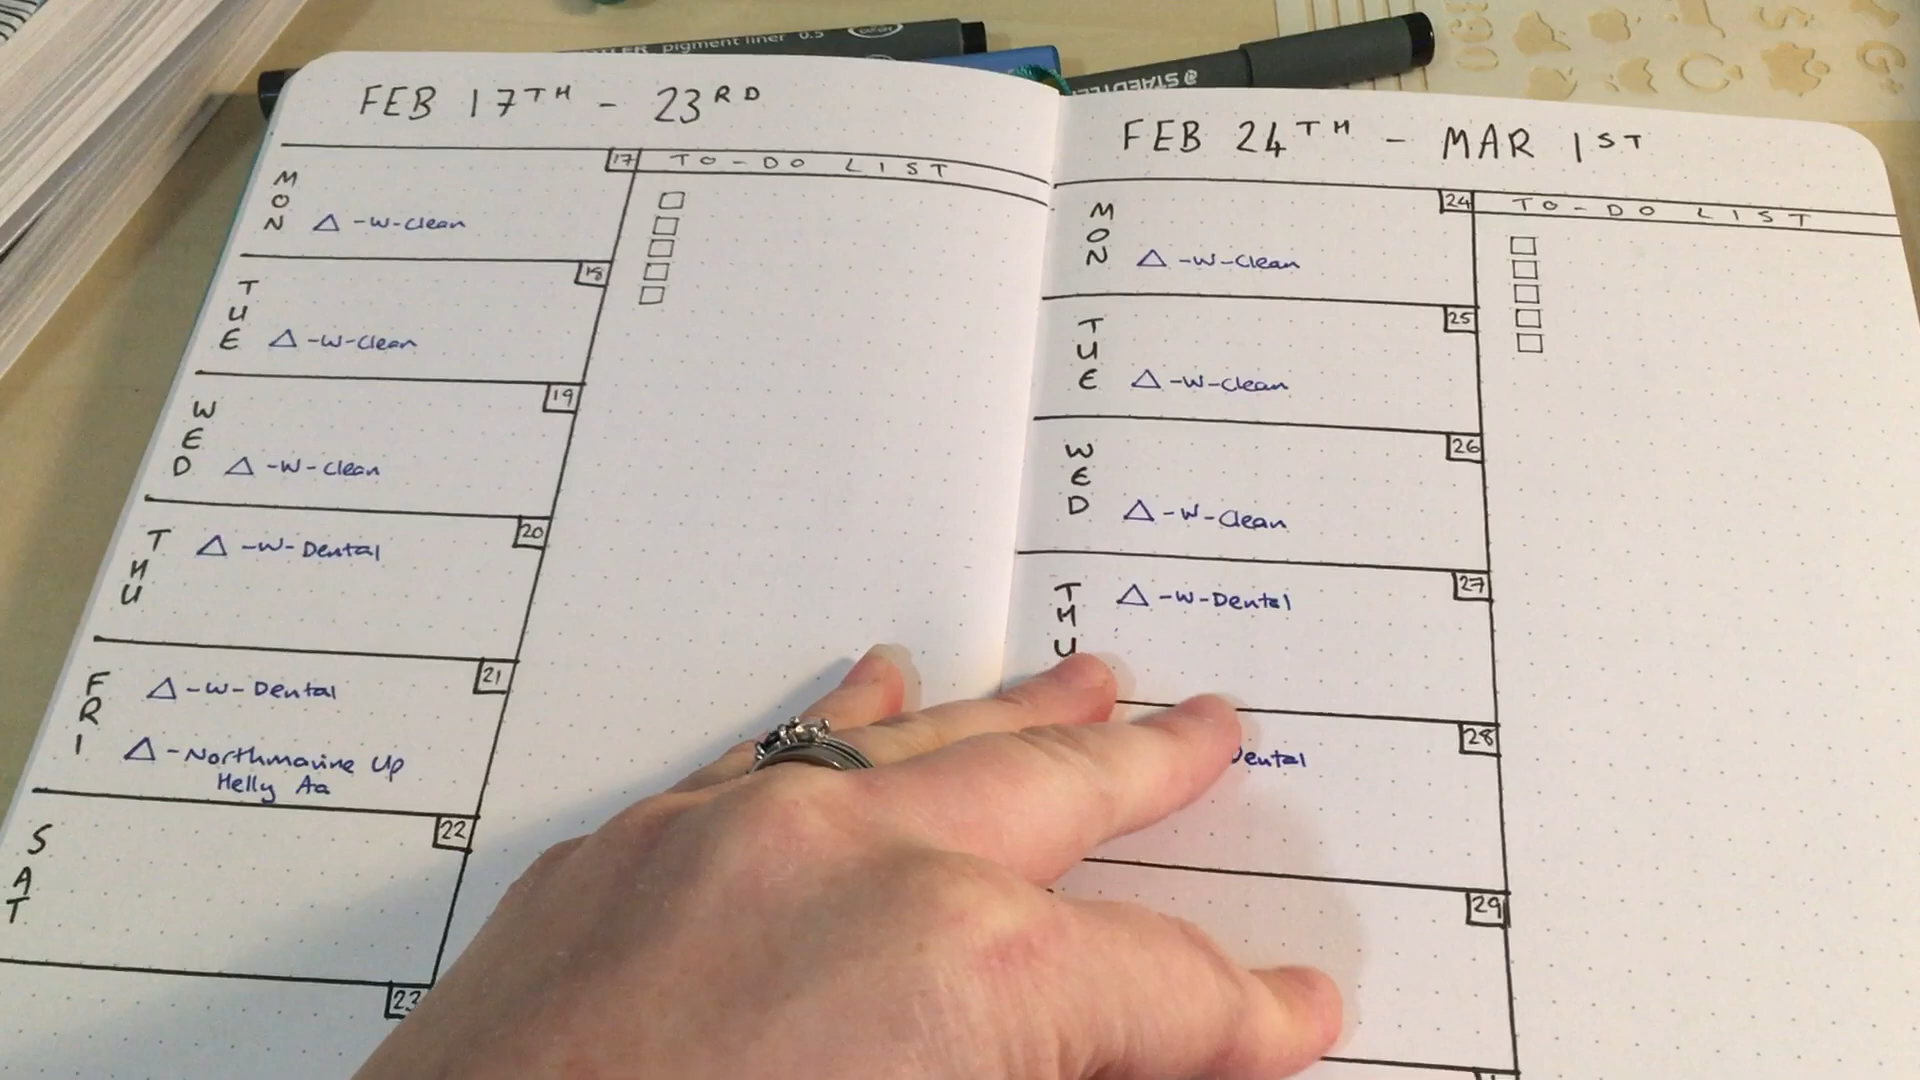 pigment liner 0.5
STAEDTLER
FEB 17TH - 23RD
17
TO-DO LIST
MON
△ -W-Clean
18
TUE
△ -W-Clean
19
WED
△ -W-Clean
20
THU
△ -W-Dental
21
FRI
△ -W-Dental
△ -Northmavine Up
Helly Aa
22
SAT
23
FEB 24TH - MAR 1ST
24
TO-DO LIST
MON
△ -W-Clean
25
TUE
△ -W-Clean
26
WED
△ -W-Clean
27
THU
△ -W-Dental
28
Dental
29